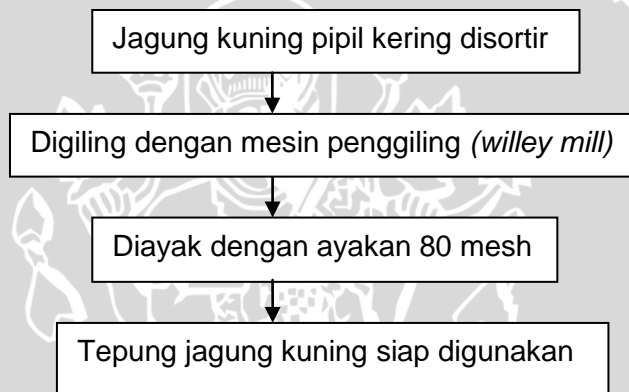 Jagung kuning pipil kering disortir
Digiling dengan mesin penggiling (willey mill)
Diayak dengan ayakan 80 mesh
Tepung jagung kuning siap digunakan